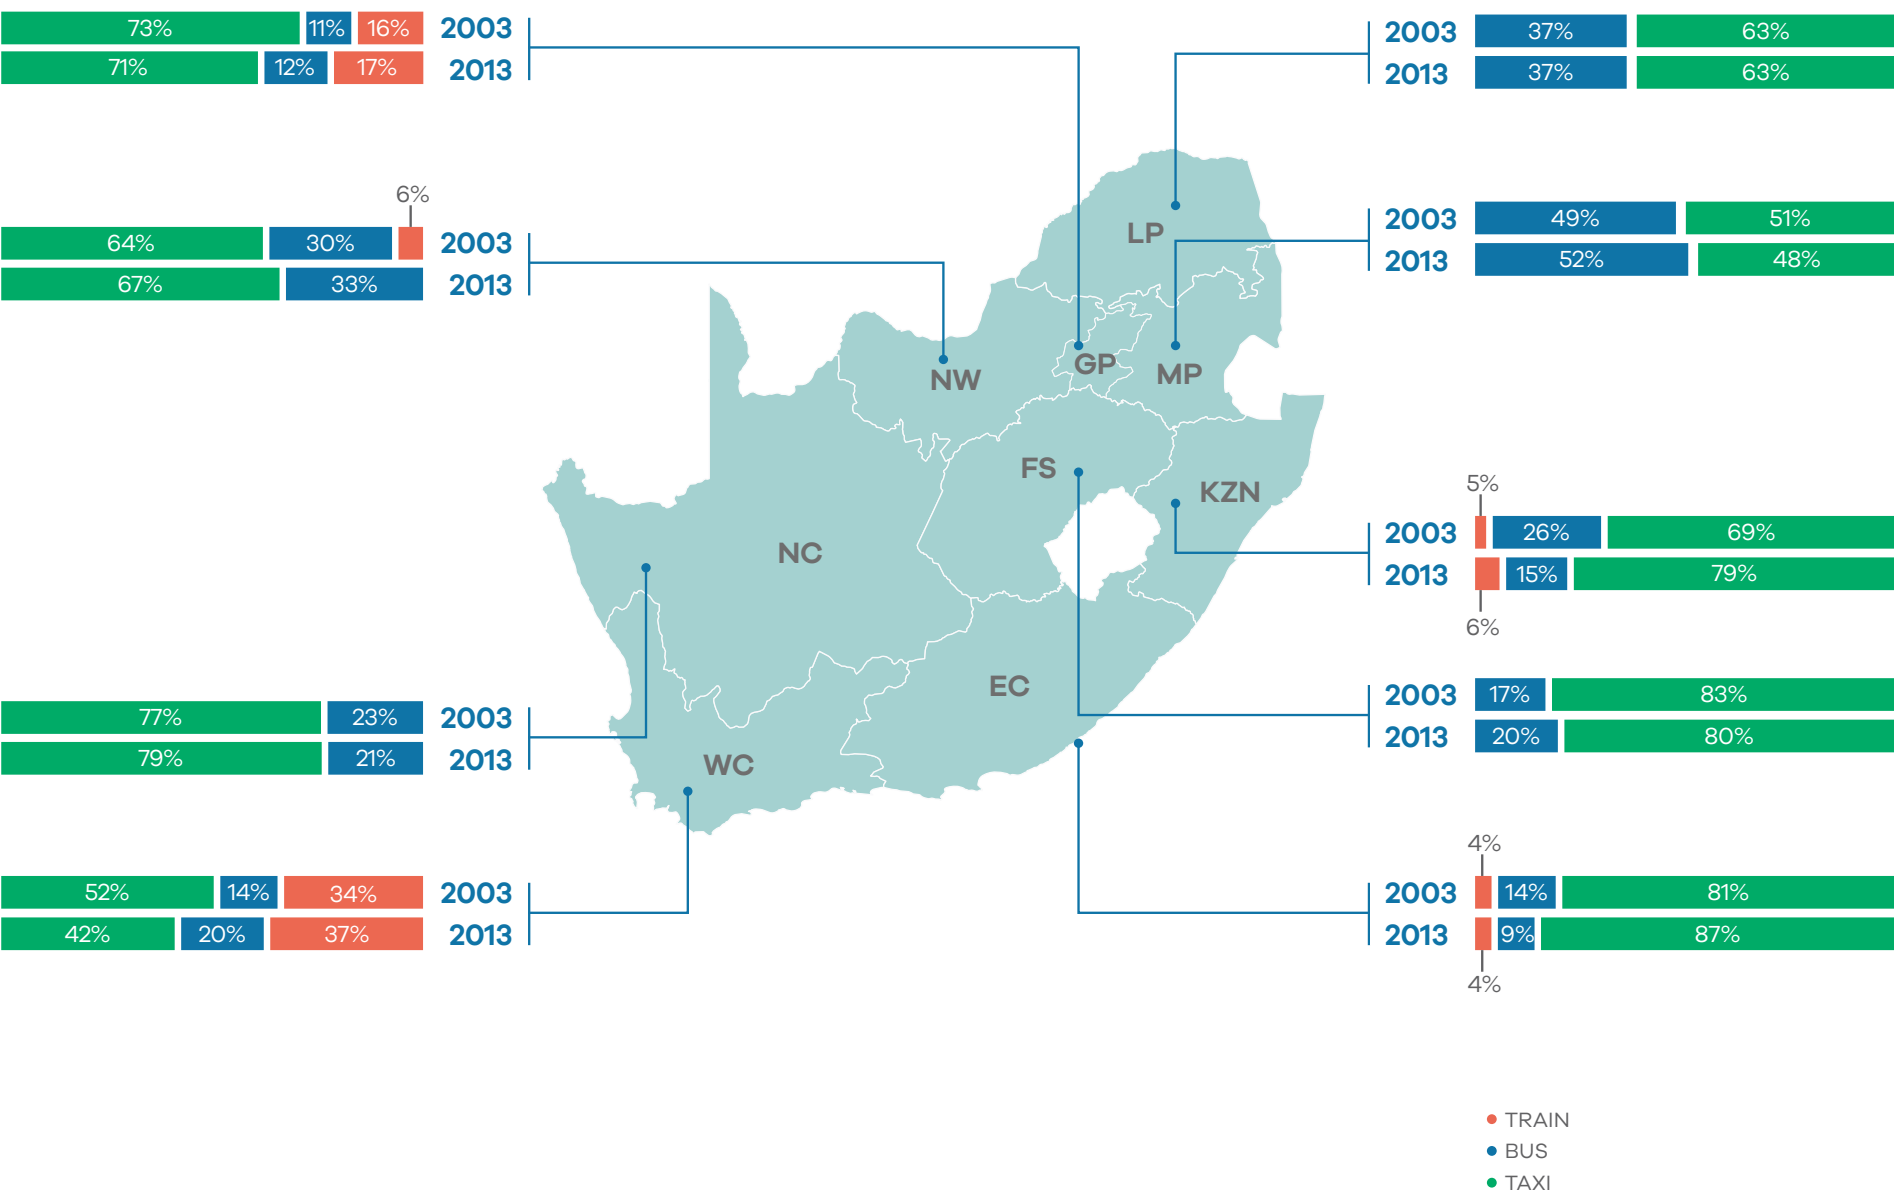 73% 11% 16% 2003
71% 12% 17% 2013
2003 37% 63%
2013 37% 63%
6%
64% 30% 2003
67% 33% 2013
2003 49% 51%
2013 52% 48%
LP
GP
MP
NW
FS
KZN
NC
EC
WC
5%
2003 26% 69%
2013 15% 79%
6%
77% 23% 2003
79% 21% 2013
2003 17% 83%
2013 20% 80%
52% 14% 34% 2003
42% 20% 37% 2013
4%
2003 14% 81%
2013 9% 87%
4%
TRAIN
BUS
TAXI